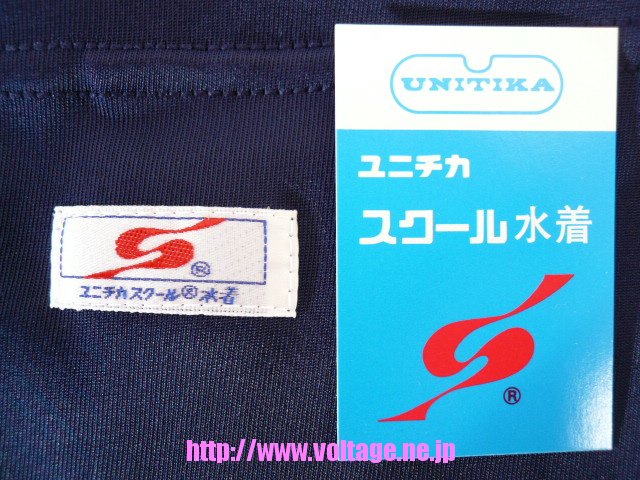 UNITIKA
ユニチカ
スクール水着
®
®
ユニチカスクール®水着
http://www.voltage.ne.jp